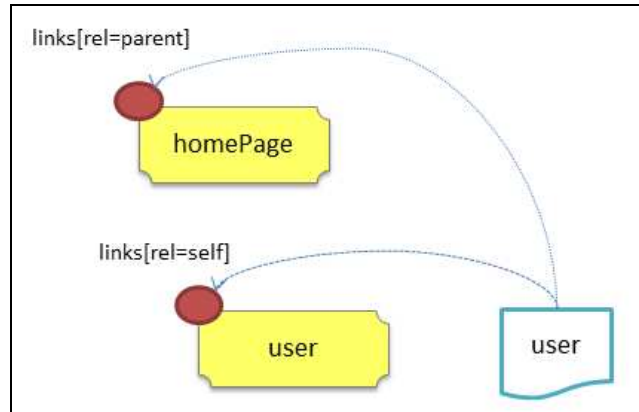 links[rel=parent]
homePage
links[rel=self]
user
user